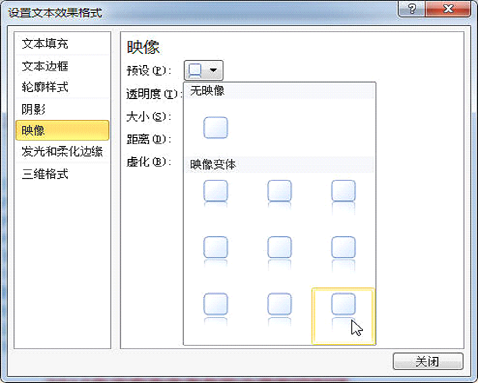 设置文本效果格式
文本填充
文本边框
轮廓样式
阴影
映像
发光和柔化边缘
三维格式
映像
预设(P):
透明度(T):
大小(S):
距离(D):
虚化(B):
无映像
映像变体
关闭